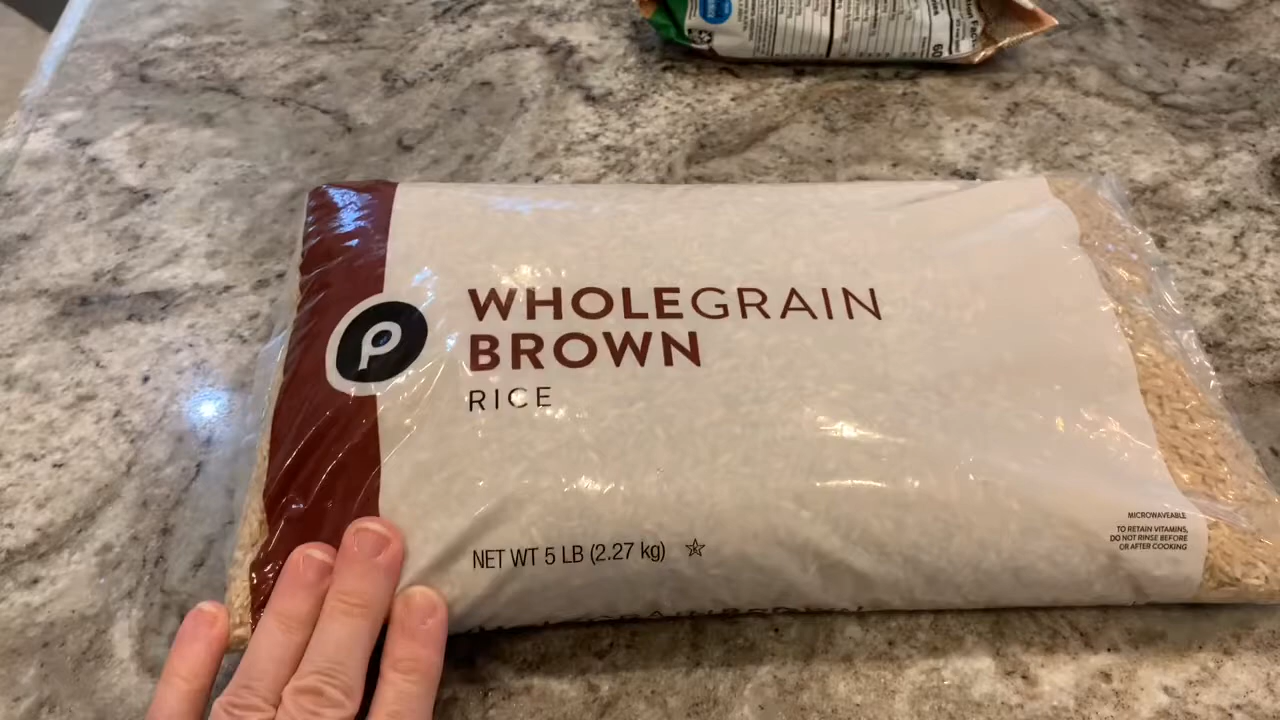 60
P
WHOLEGRAIN
BROWN
RICE
NET WT 5 LB (2.27 kg)
K
MICROWAVEABLE
TO RETAIN VITAMINS,
DO NOT RINSE BEFORE
OR AFTER COOKING